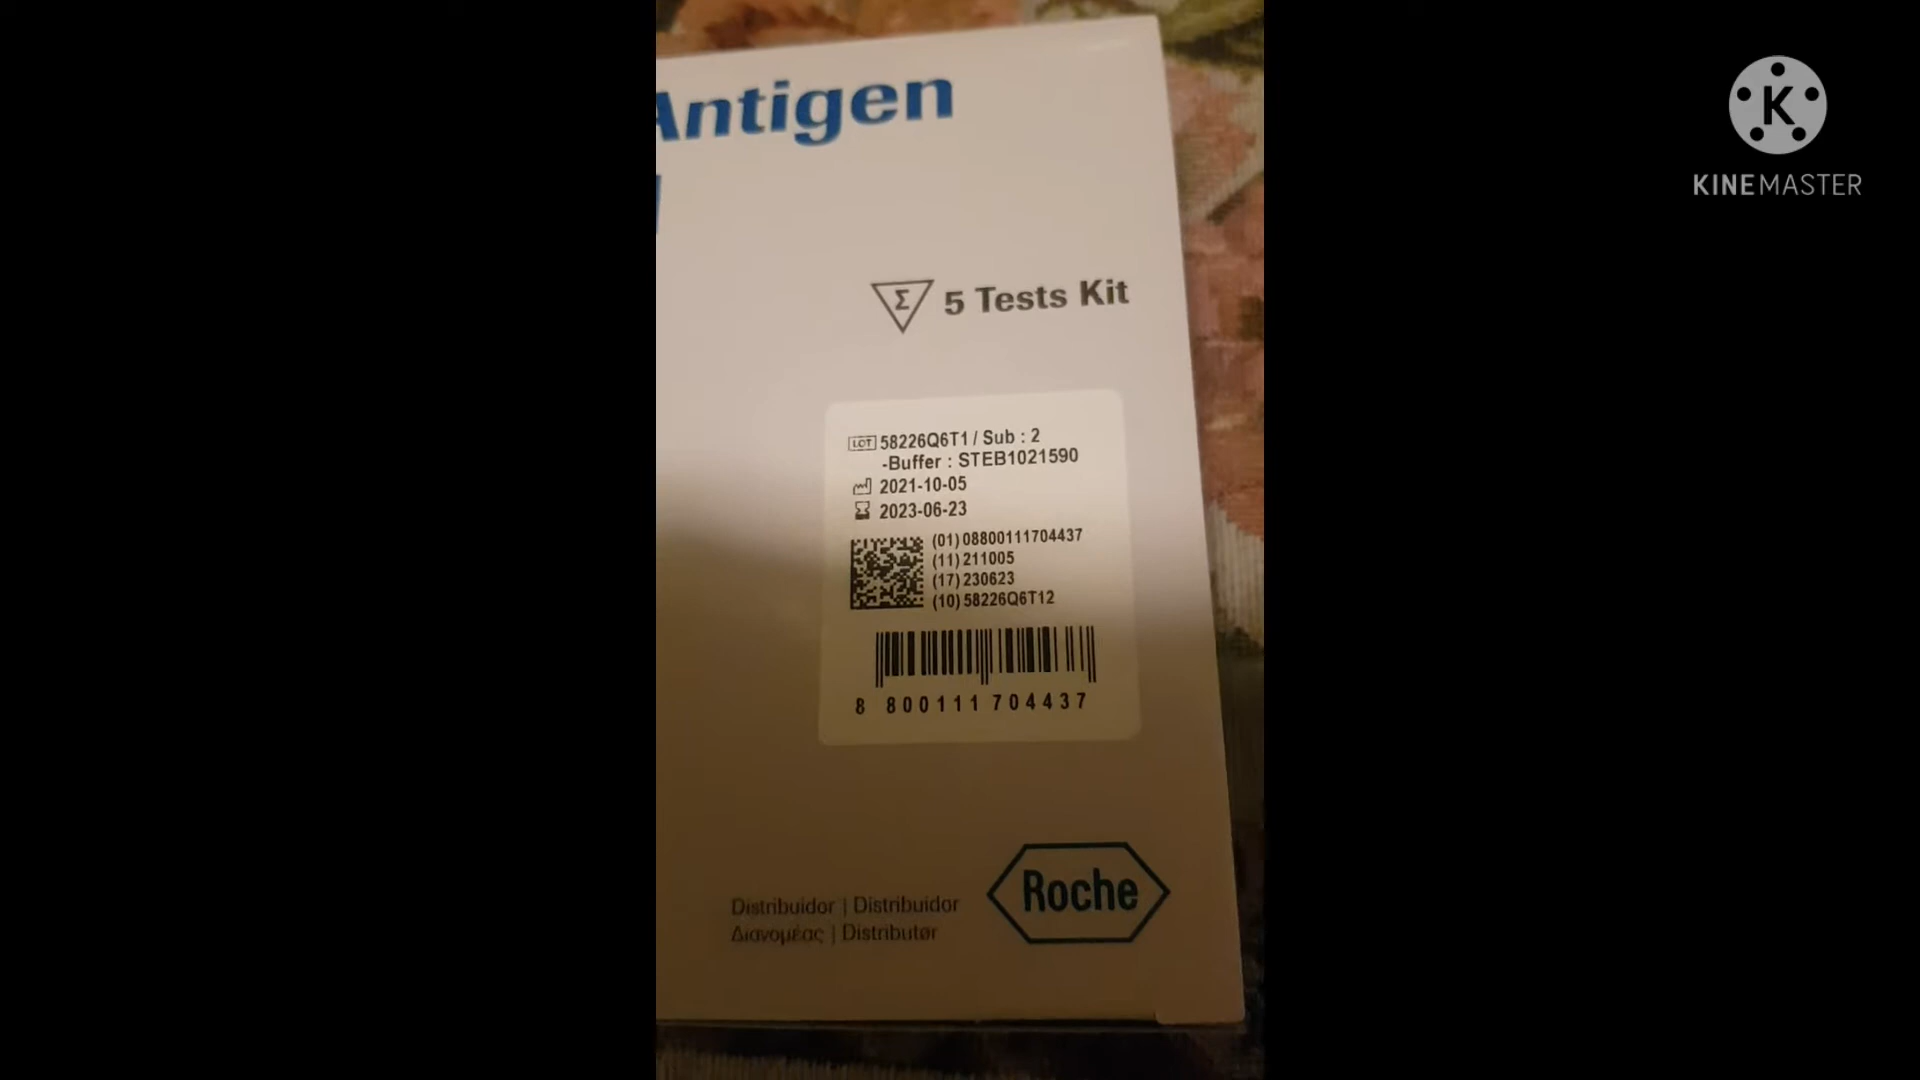 Antigen
Σ 5 Tests Kit
LOT 58226Q6T1 / Sub : 2
-Buffer : STEB1021590
2021-10-05
2023-06-23
(01) 08800111704437
(11) 211005
(17) 230623
(10) 58226Q6T12
8 800111 704437
Roche
Distribuidor | Distribuidor
Διανομέας | Distributør
K
KINEMASTER